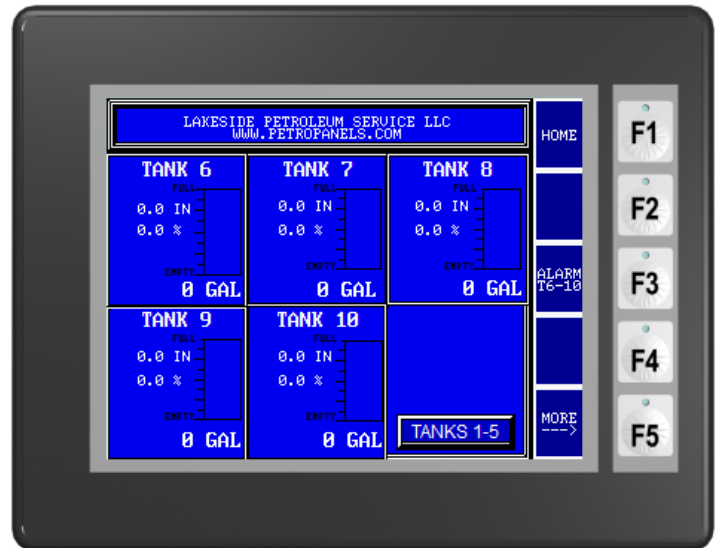 LAKESIDE PETROLEUM SERVICE LLC
WWW.PETROPANELS.COM
HOME
F1
TANK 6
FULL
0.0 IN
0.0 %
EMPTY
0 GAL
TANK 7
FULL
0.0 IN
0.0 %
EMPTY
0 GAL
TANK 8
FULL
0.0 IN
0.0 %
EMPTY
0 GAL
F2
ALARM
T6-10
F3
TANK 9
FULL
0.0 IN
0.0 %
EMPTY
0 GAL
TANK 10
FULL
0.0 IN
0.0 %
EMPTY
0 GAL
TANKS 1-5
F4
MORE
--->
F5